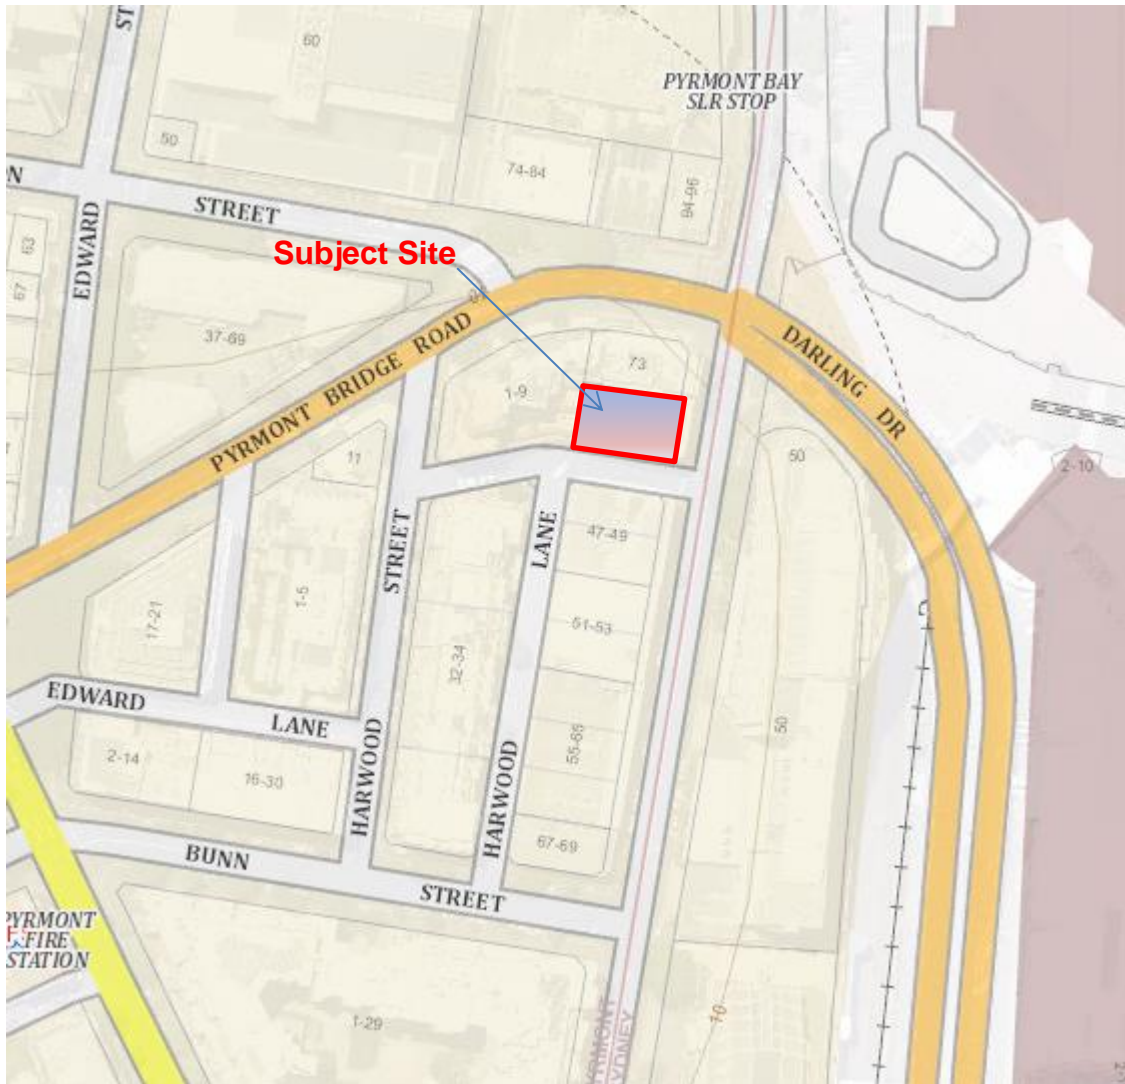 ST
60
PYRMONT BAY
SLR STOP
50
74-84
94-96
N
STREET
EDWARD
63
67
Subject Site
37-69
PYRMONT BRIDGE ROAD
73
1-9
DARLING DR
11
50
2-10
STREET
LANE
47-49
17-21
1-5
51-53
32-34
EDWARD
LANE
50
55-65
2-14
16-30
HARWOOD
HARWOOD
67-69
BUNN
STREET
PYRMONT
FIRE
STATION
1-29
10
PYRMONT
SYDNEY